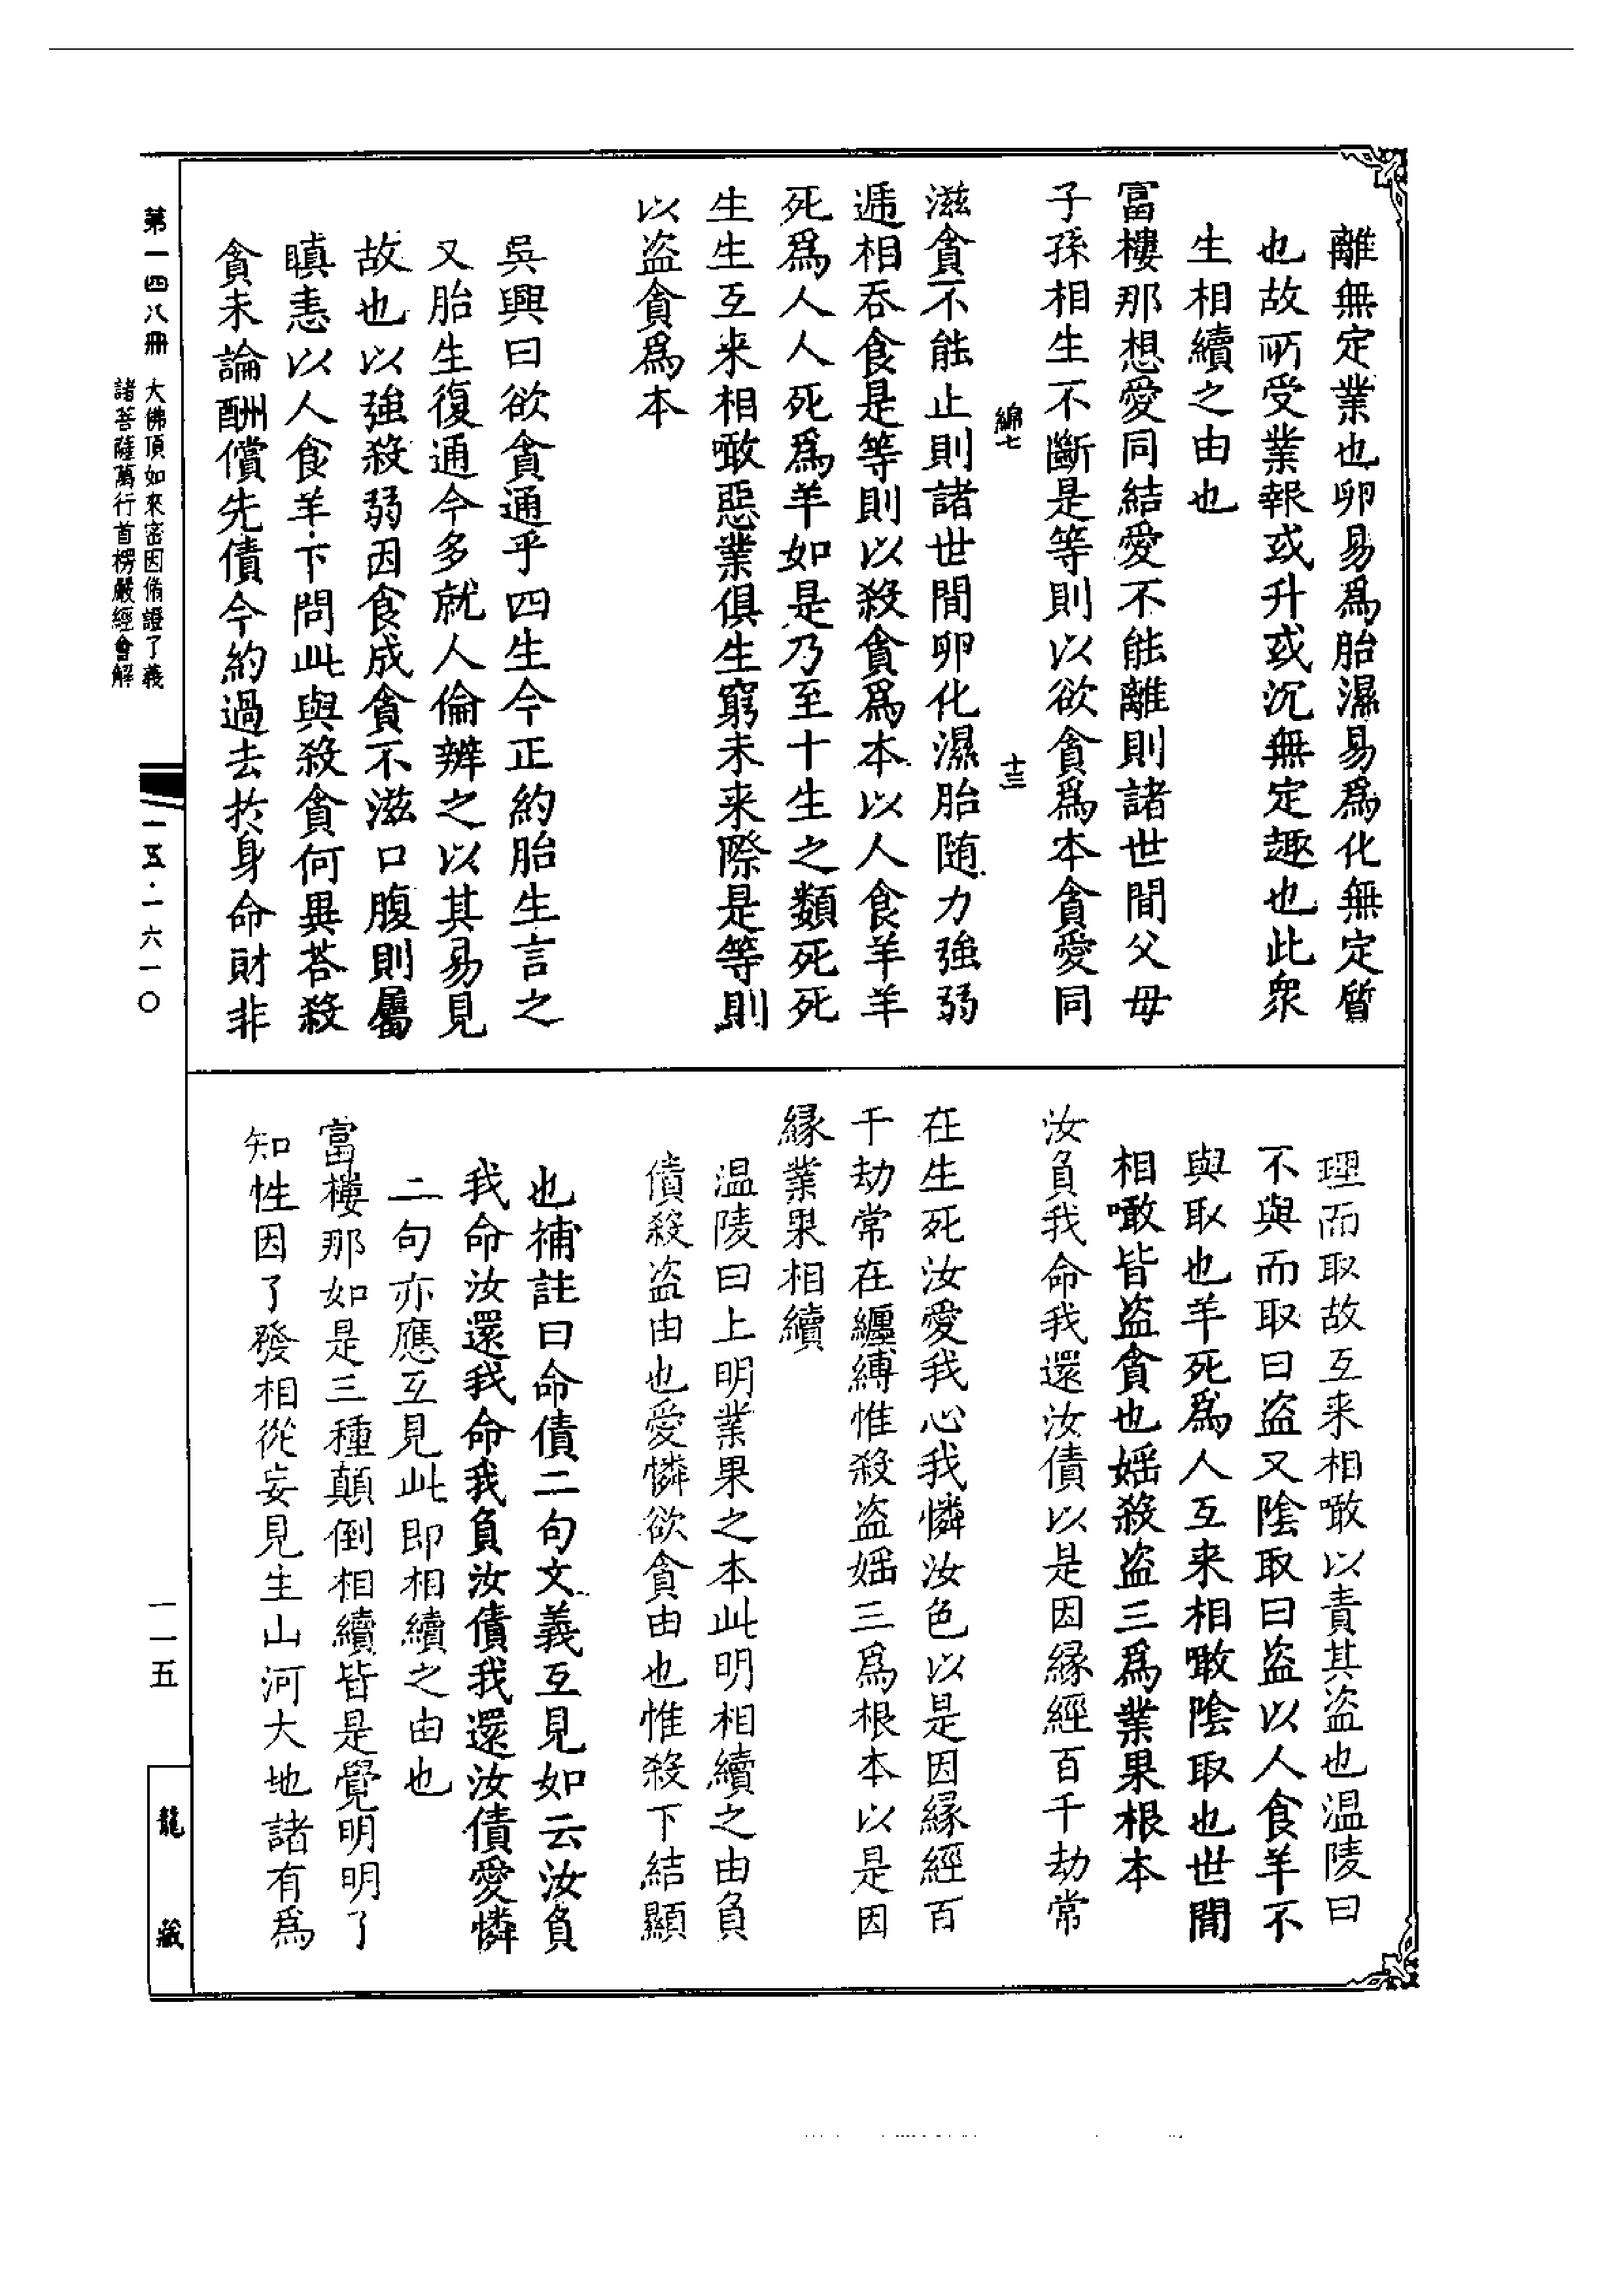 離無定業也卵易爲胎濕易爲化無定質
也故所受業報或升或沉無定趣也此衆
生相續之由也
富樓那想愛同結愛不能離則諸世間父母
子孫相生不斷是等則以欲貪爲本貪愛同
綿七
十三
滋貪不能止則諸世間卵化濕胎随力強弱
遞相吞食是等則以殺貪爲本以人食羊羊
死爲人人死爲羊如是乃至十生之類死死
生生互来相噉惡業俱生窮未来際是等則
以盗貪爲本
吳興曰欲貪通乎四生今正約胎生言之
又胎生復通今多就人倫辨之以其易見
故也以強殺弱因食成貪不滋口腹則屬
瞋恚以人食羊下問此與殺貪何異荅殺
貪未論酬償先債今約過去扵身命財非
理而取故互来相噉以責其盗也温陵曰
不與而取曰盗又陰取曰盗以人食羊不
與取也羊死爲人互来相噉陰取也世間
相噉皆盗貪也婬殺盗三爲業果根本
汝負我命我還汝債以是因縁經百千劫常
在生死汝愛我心我憐汝色以是因縁經百
千劫常在纒縛惟殺盗婬三爲根本以是因
縁業果相續
温陵曰上明業果之本此明相續之由負
債殺盗由也愛憐欲貪由也惟殺下結顯
也補註曰命債二句文義互見如云汝負
我命汝還我命我負汝債我還汝債愛憐
二句亦應互見此即相續之由也
富樓那如是三種顛倒相續皆是覺明明了
知性因了發相從妄見生山河大地諸有爲
第一四八冊
大佛頂如來密因脩證了義
諸菩薩萬行首楞嚴經會解
一五·一六一〇
一一五
龍藏